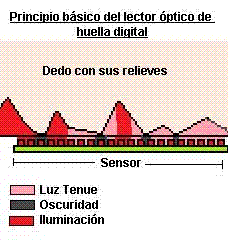 Principio básico del lector óptico de
huella digital
Dedo con sus relieves
Sensor
Luz Tenue
Oscuridad
Iluminación